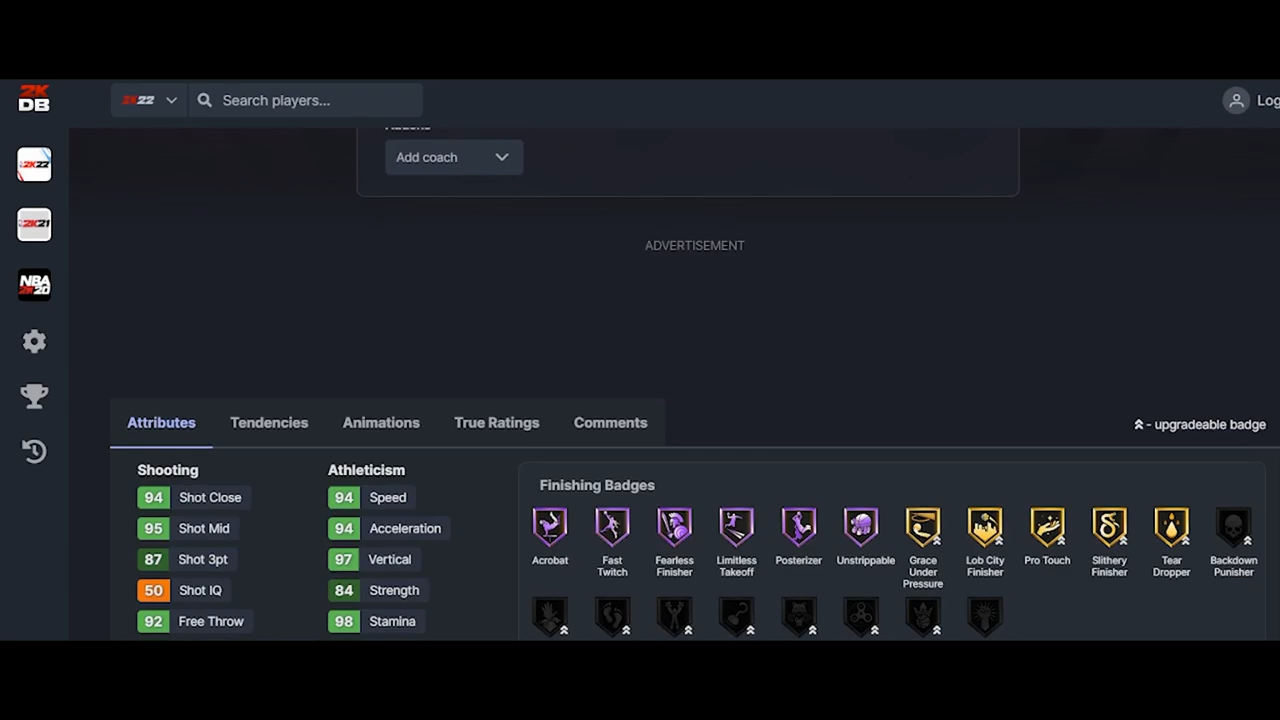 2K
DB
2K22
Search players...
Log
2K22
Add coach
2K21
ADVERTISEMENT
NBA
2K20
Attributes
Tendencies
Animations
True Ratings
Comments
- upgradeable badge
Shooting
94 Shot Close
95 Shot Mid
87 Shot 3pt
50 Shot IQ
92 Free Throw
Athleticism
94 Speed
94 Acceleration
97 Vertical
84 Strength
98 Stamina
Finishing Badges
Acrobat
Fast
Twitch
Fearless
Finisher
Limitless
Takeoff
Posterizer
Unstrippable
Grace
Under
Pressure
Lob City
Finisher
Pro Touch
Slithery
Finisher
Tear
Dropper
Backdown
Punisher